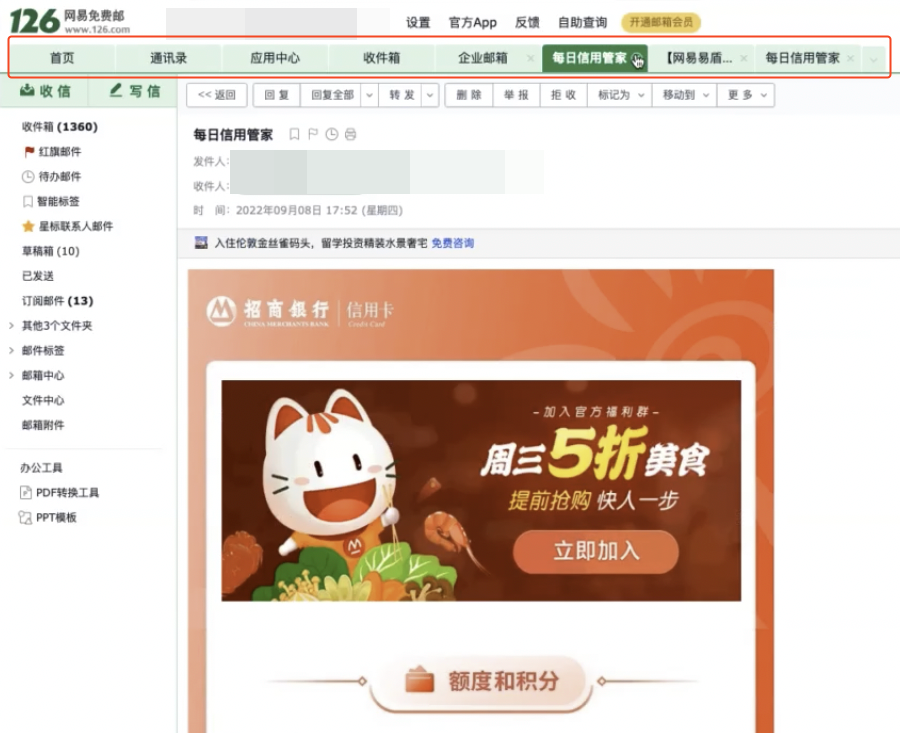 126 网易免费邮
www.126.com
设置 官方App 反馈 自助查询 开通邮箱会员
首页 通讯录 应用中心 收件箱 企业邮箱 每日信用管家 【网易易盾... 每日信用管家
收信 写信
<< 返回 回复 回复全部 转发 删除 举报 拒收 标记为 移动到 更多
收件箱 (1360)
红旗邮件
待办邮件
智能标签
星标联系人邮件
草稿箱 (10)
已发送
订阅邮件 (13)
其他3个文件夹
邮件标签
邮箱中心
文件中心
邮箱附件
办公工具
PDF转换工具
PPT模板
每日信用管家
发件人:
收件人:
时 间: 2022年09月08日 17:52 (星期四)
入住伦敦金丝雀码头，留学投资精装水景奢宅 免费咨询
招商银行 信用卡
CHINA MERCHANTS BANK Credit Card
-加入官方福利群-
周三5折美食
提前抢购 快人一步
立即加入
额度和积分